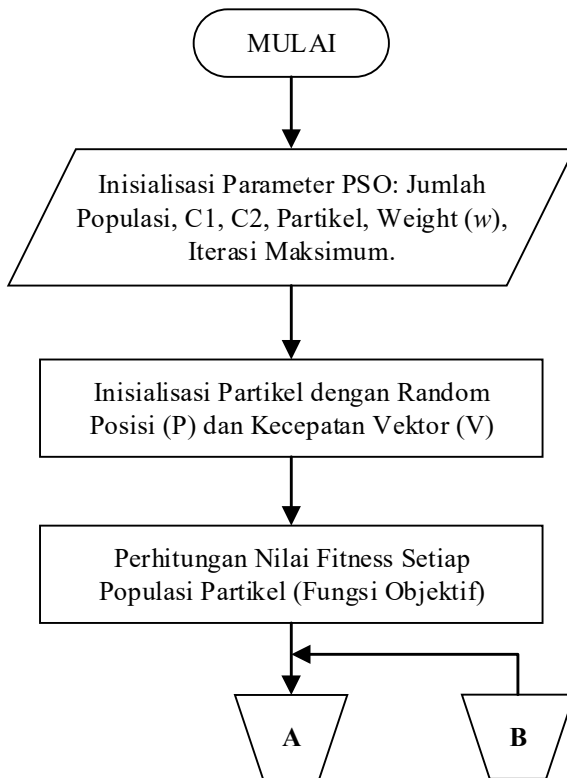 MULAI
Inisialisasi Parameter PSO: Jumlah
Populasi, C1, C2, Partikel, Weight (w),
Iterasi Maksimum.
Inisialisasi Partikel dengan Random
Posisi (P) dan Kecepatan Vektor (V)
Perhitungan Nilai Fitness Setiap
Populasi Partikel (Fungsi Objektif)
A
B